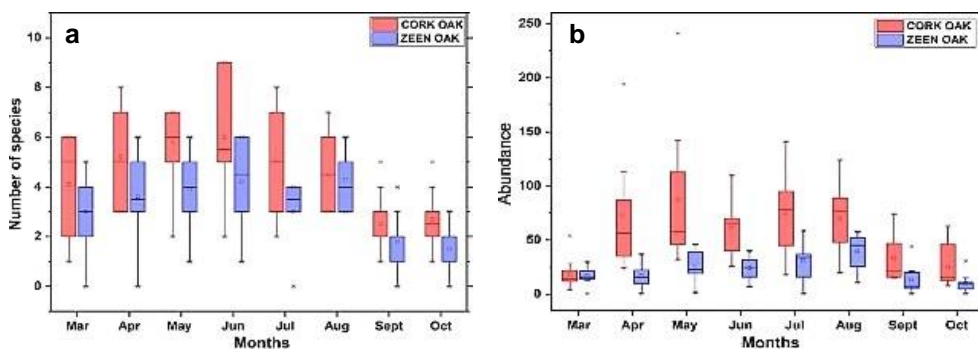 a
CORK OAK
ZEEN OAK
Number of species
10
8
6
4
2
0
Mar Apr May Jun Jul Aug Sept Oct
Months
b
CORK OAK
ZEEN OAK
Abundance
250
200
150
100
50
0
Mar Apr May Jun Jul Aug Sept Oct
Months